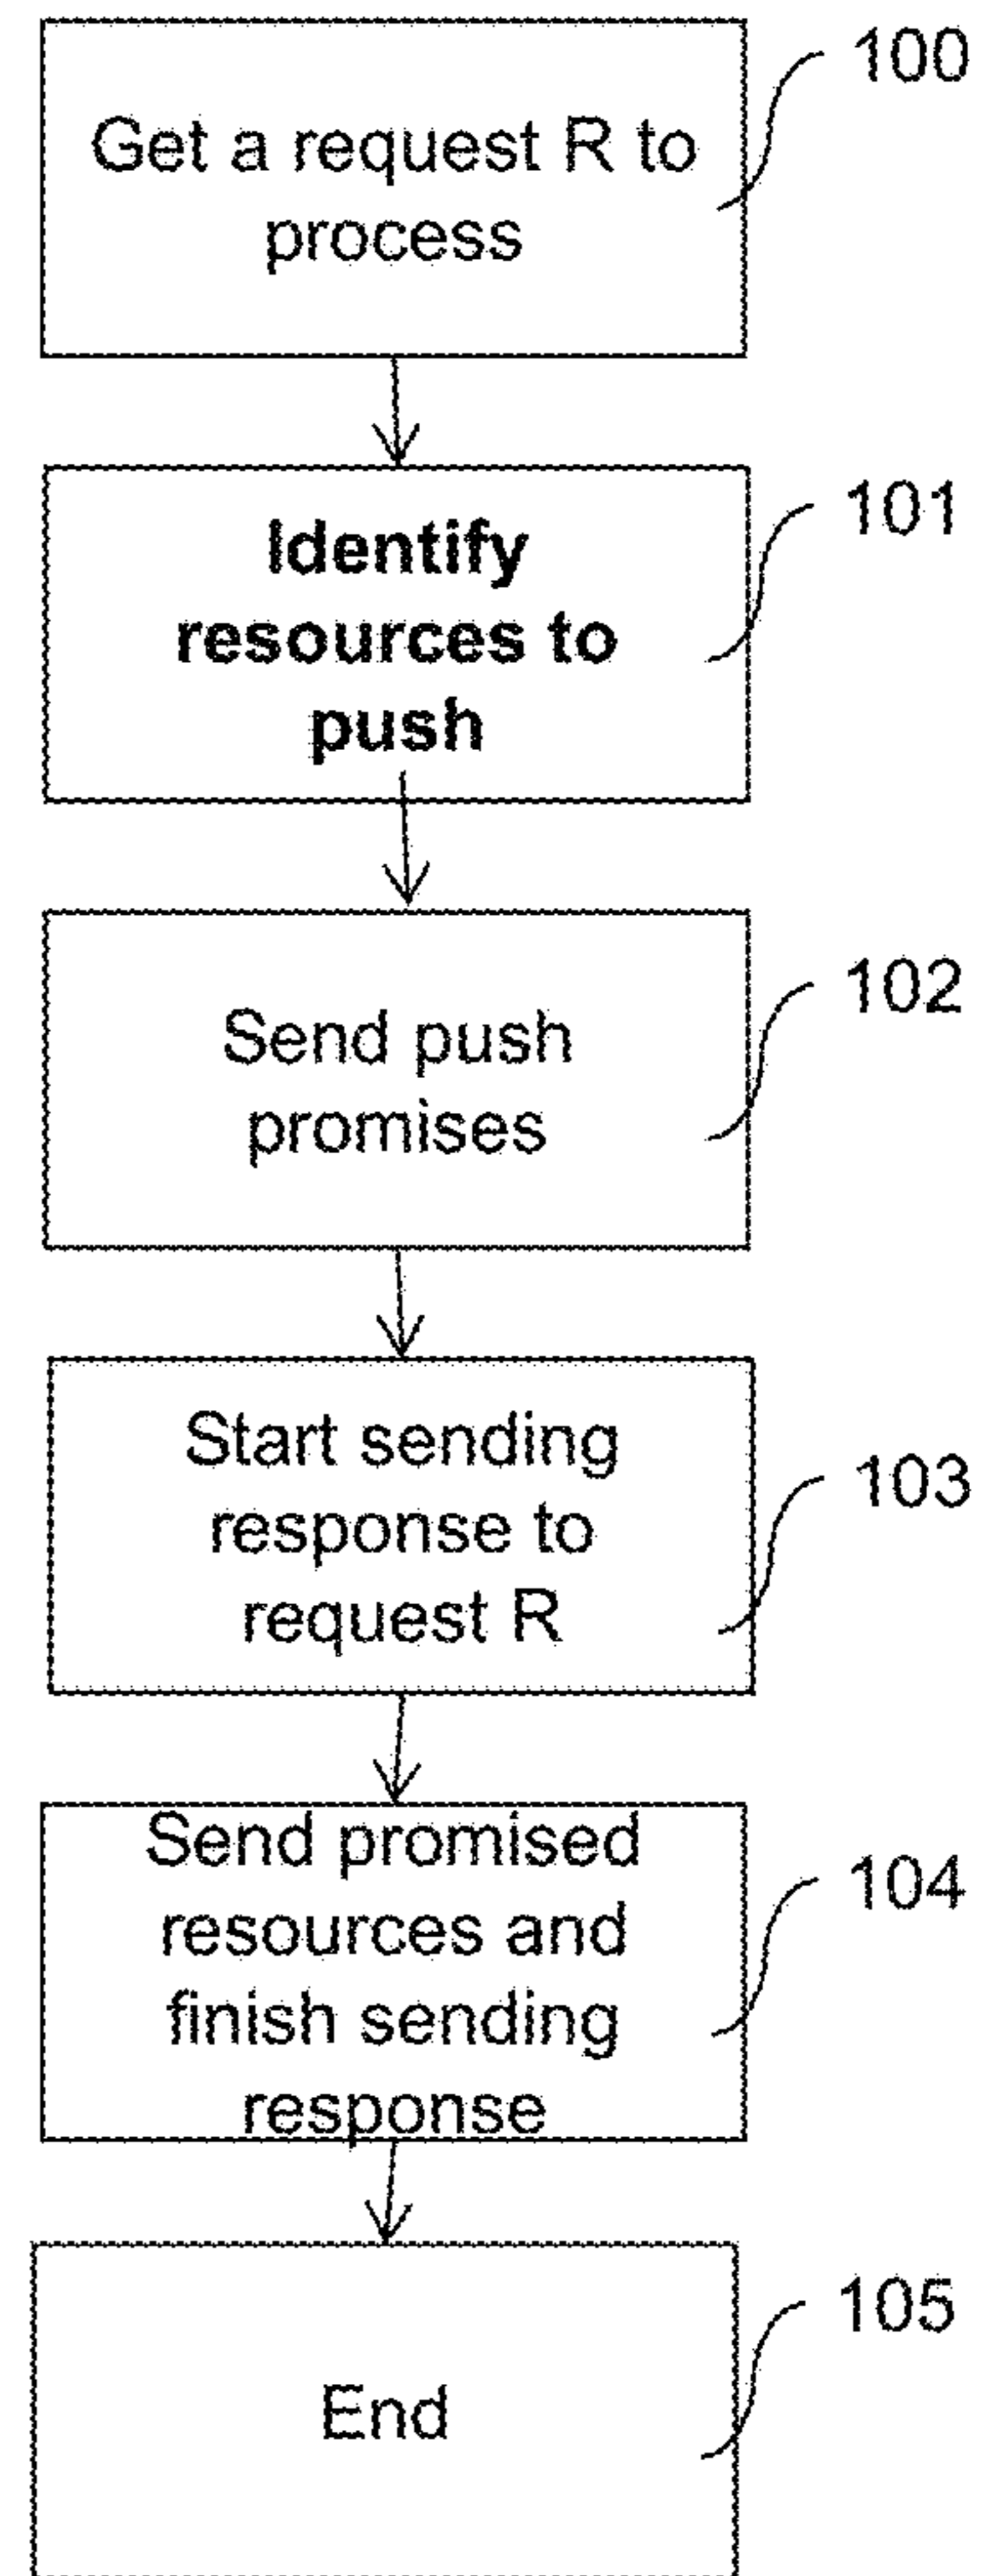 100
Get a request R to
process
101
Identify
resources to
push
102
Send push
promises
103
Start sending
response to
request R
104
Send promised
resources and
finish sending
response
105
End